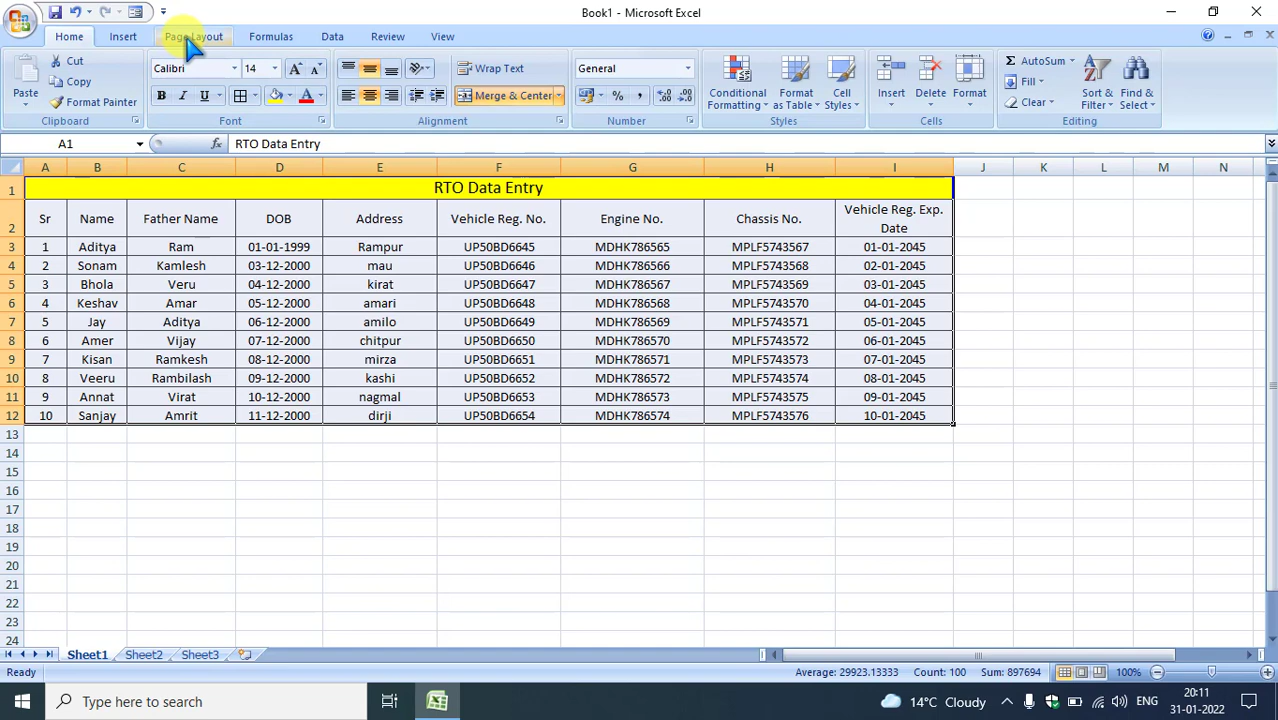 Book1 - Microsoft Excel
Home Insert Page Layout Formulas Data Review View
Cut Calibri 14 Wrap Text General AutoSum
Copy Fill
Paste Format Painter Merge & Center Conditional Formatting Format as Table Cell Styles Insert Delete Format Clear Sort & Filter Find & Select
Clipboard Font Alignment Number Styles Cells Editing
A1 fx RTO Data Entry
A B C D E F G H I J K L M N
1 RTO Data Entry
2 Sr Name Father Name DOB Address Vehicle Reg. No. Engine No. Chassis No. Vehicle Reg. Exp. Date
3 1 Aditya Ram 01-01-1999 Rampur UP50BD6645 MDHK786565 MPLF5743567 01-01-2045
4 2 Sonam Kamlesh 03-12-2000 mau UP50BD6646 MDHK786566 MPLF5743568 02-01-2045
5 3 Bhola Veru 04-12-2000 kirat UP50BD6647 MDHK786567 MPLF5743569 03-01-2045
6 4 Keshav Amar 05-12-2000 amari UP50BD6648 MDHK786568 MPLF5743570 04-01-2045
7 5 Jay Aditya 06-12-2000 amilo UP50BD6649 MDHK786569 MPLF5743571 05-01-2045
8 6 Amer Vijay 07-12-2000 chitpur UP50BD6650 MDHK786570 MPLF5743572 06-01-2045
9 7 Kisan Ramkesh 08-12-2000 mirza UP50BD6651 MDHK786571 MPLF5743573 07-01-2045
10 8 Veeru Rambilash 09-12-2000 kashi UP50BD6652 MDHK786572 MPLF5743574 08-01-2045
11 9 Annat Virat 10-12-2000 nagmal UP50BD6653 MDHK786573 MPLF5743575 09-01-2045
12 10 Sanjay Amrit 11-12-2000 dirji UP50BD6654 MDHK786574 MPLF5743576 10-01-2045
13
14
15
16
17
18
19
20
21
22
23
24
Sheet1 Sheet2 Sheet3
Ready Average: 29923.13333 Count: 100 Sum: 897694 100%
Type here to search 14°C Cloudy ENG 20:11
31-01-2022